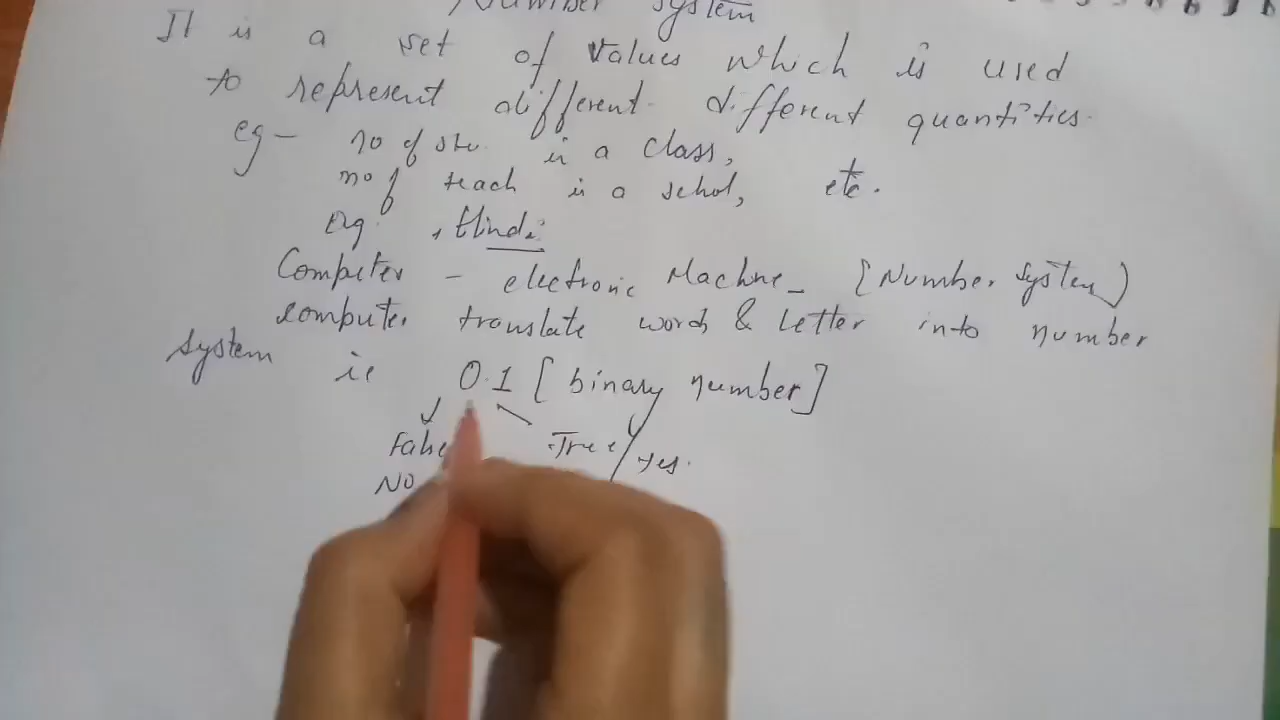 Number system
It is a set of values which is used
to represent different different quantities.
eg - no of stu. in a class,
no of teach in a schol, etc.
Eng. , Hindi
Computer - electronic Machine - [Number System)
computer translate words & Letter into number
system ie 0.1 [binary number]
False True / yes.
NO